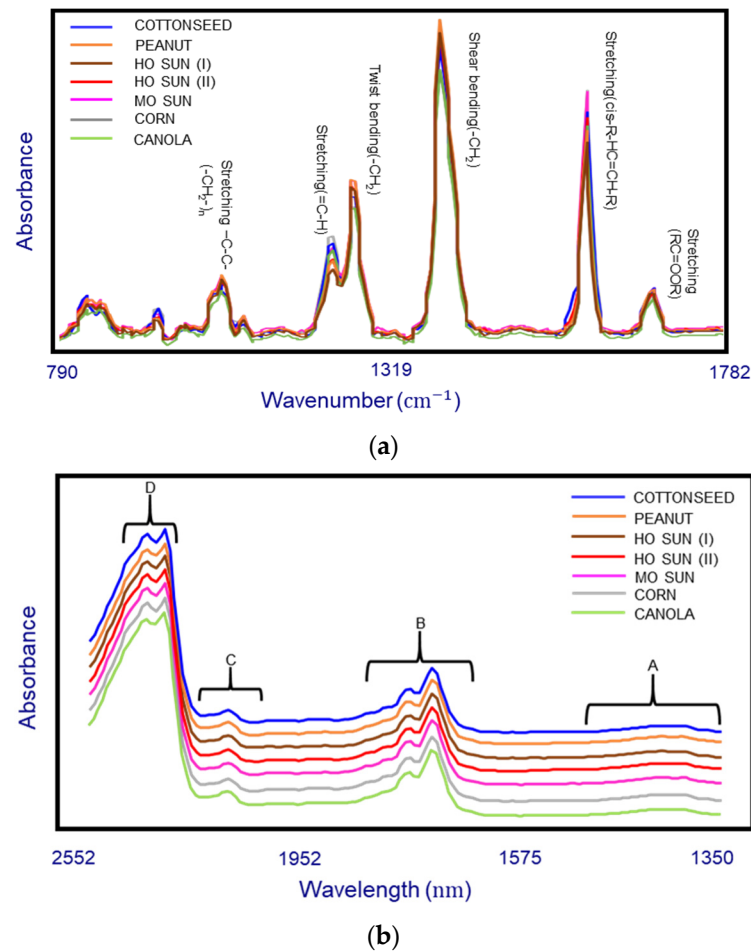 COTTONSEED
PEANUT
HO SUN (I)
HO SUN (II)
MO SUN
CORN
CANOLA
Absorbance
Stretching –C-C-
(-CH2-)n
Stretching(=C-H)
Twist bending(-CH2)
Shear bending(-CH2)
Stretching(cis-R-HC=CH-R)
Stretching
(RC=OOR)
790
1319
1782
Wavenumber (cm−1)
(a)
D
C
B
A
COTTONSEED
PEANUT
HO SUN (I)
HO SUN (II)
MO SUN
CORN
CANOLA
Absorbance
2552
1952
1575
1350
Wavelength (nm)
(b)